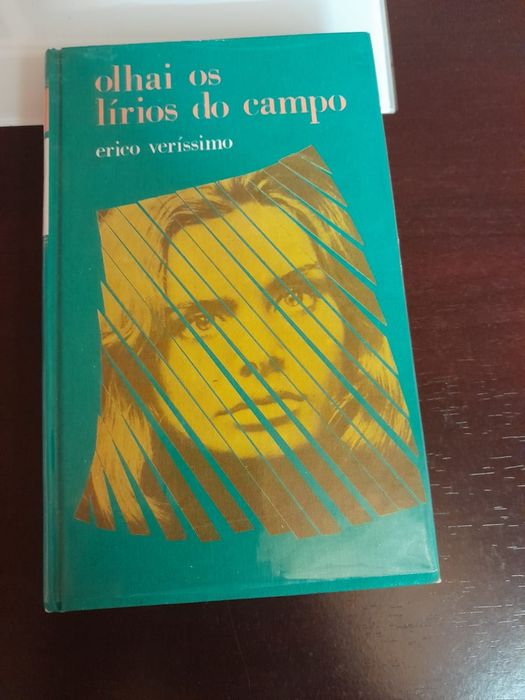 olhai os
lírios do campo
erico veríssimo